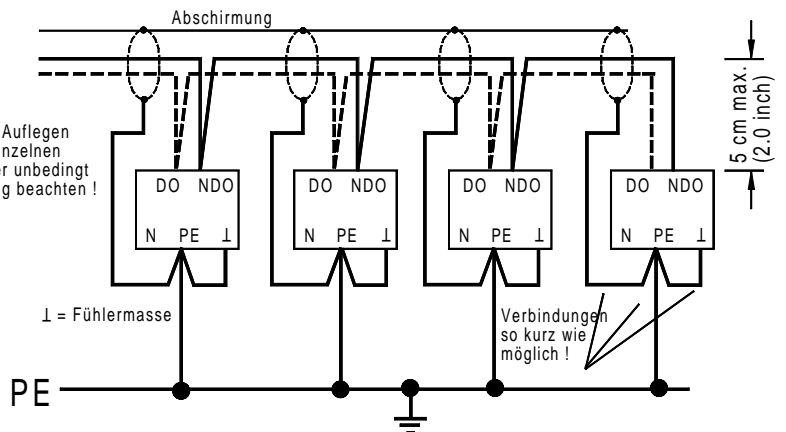 Abschirmung
5 cm max.
(2.0 inch)
Auflegen
nzelnen
r unbedingt
g beachten !
DO NDO
N PE ⊥
DO NDO
N PE ⊥
DO NDO
N PE ⊥
DO NDO
N PE ⊥
⊥ = Fühlermasse
Verbindungen
so kurz wie
möglich !
PE